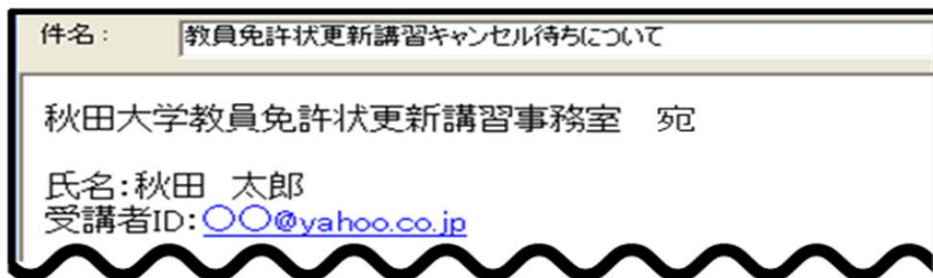 件名: 教員免許状更新講習キャンセル待ちについて
秋田大学教員免許状更新講習事務室　宛
氏名:秋田　太郎
受講者ID:〇〇@yahoo.co.jp